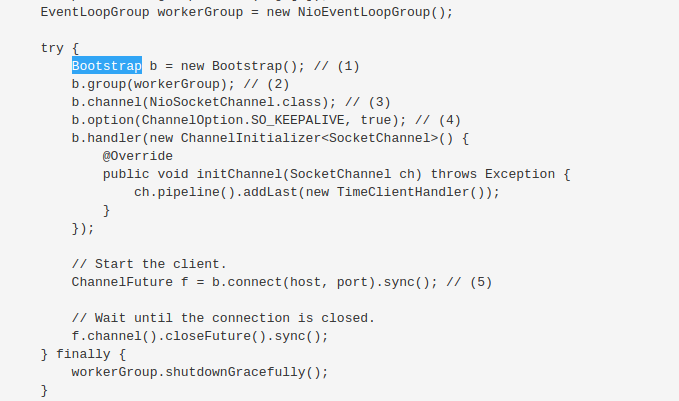 EventLoopGroup workerGroup = new NioEventLoopGroup();
try {
Bootstrap b = new Bootstrap(); // (1)
b.group(workerGroup); // (2)
b.channel(NioSocketChannel.class); // (3)
b.option(ChannelOption.SO_KEEPALIVE, true); // (4)
b.handler(new ChannelInitializer<SocketChannel>() {
@Override
public void initChannel(SocketChannel ch) throws Exception {
ch.pipeline().addLast(new TimeClientHandler());
}
});
// Start the client.
ChannelFuture f = b.connect(host, port).sync(); // (5)
// Wait until the connection is closed.
f.channel().closeFuture().sync();
} finally {
workerGroup.shutdownGracefully();
}